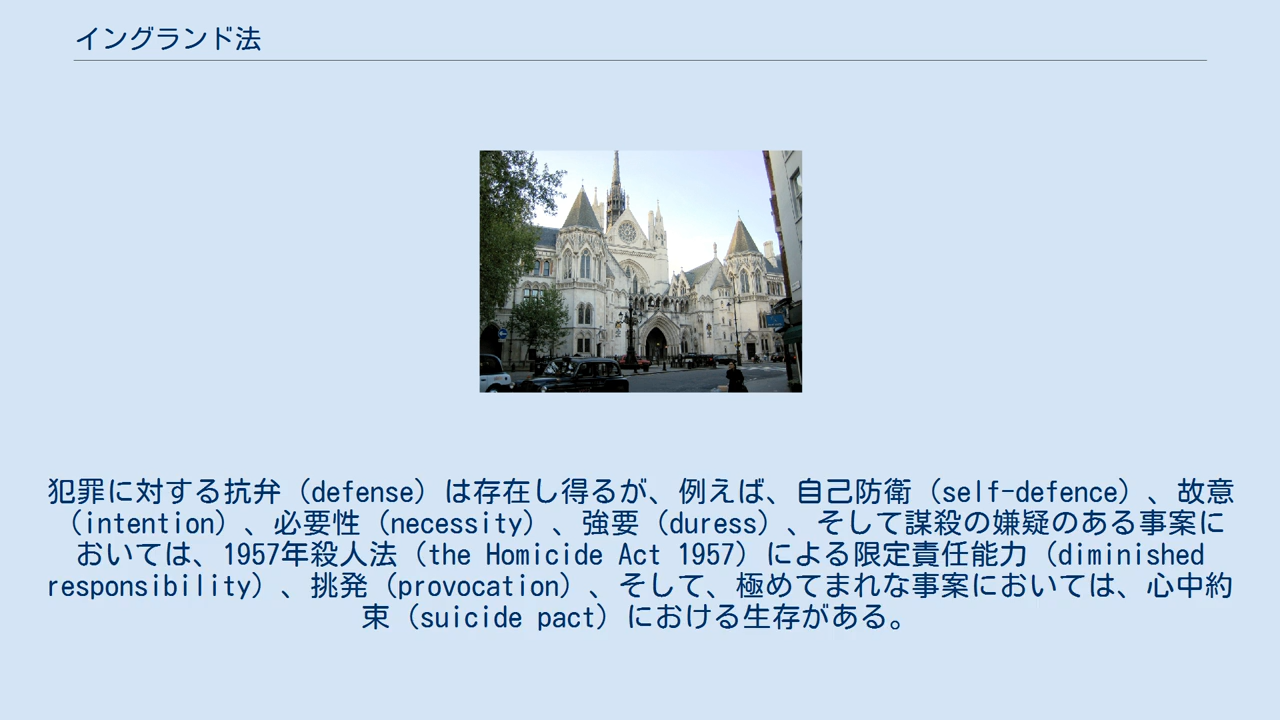 イングランド法
犯罪に対する抗弁（defense）は存在し得るが、例えば、自己防衛（self-defence）、故意
（intention）、必要性（necessity）、強要（duress）、そして謀殺の嫌疑のある事案に
おいては、1957年殺人法（the Homicide Act 1957）による限定責任能力（diminished
responsibility）、挑発（provocation）、そして、極めてまれな事案においては、心中約
束（suicide pact）における生存がある。